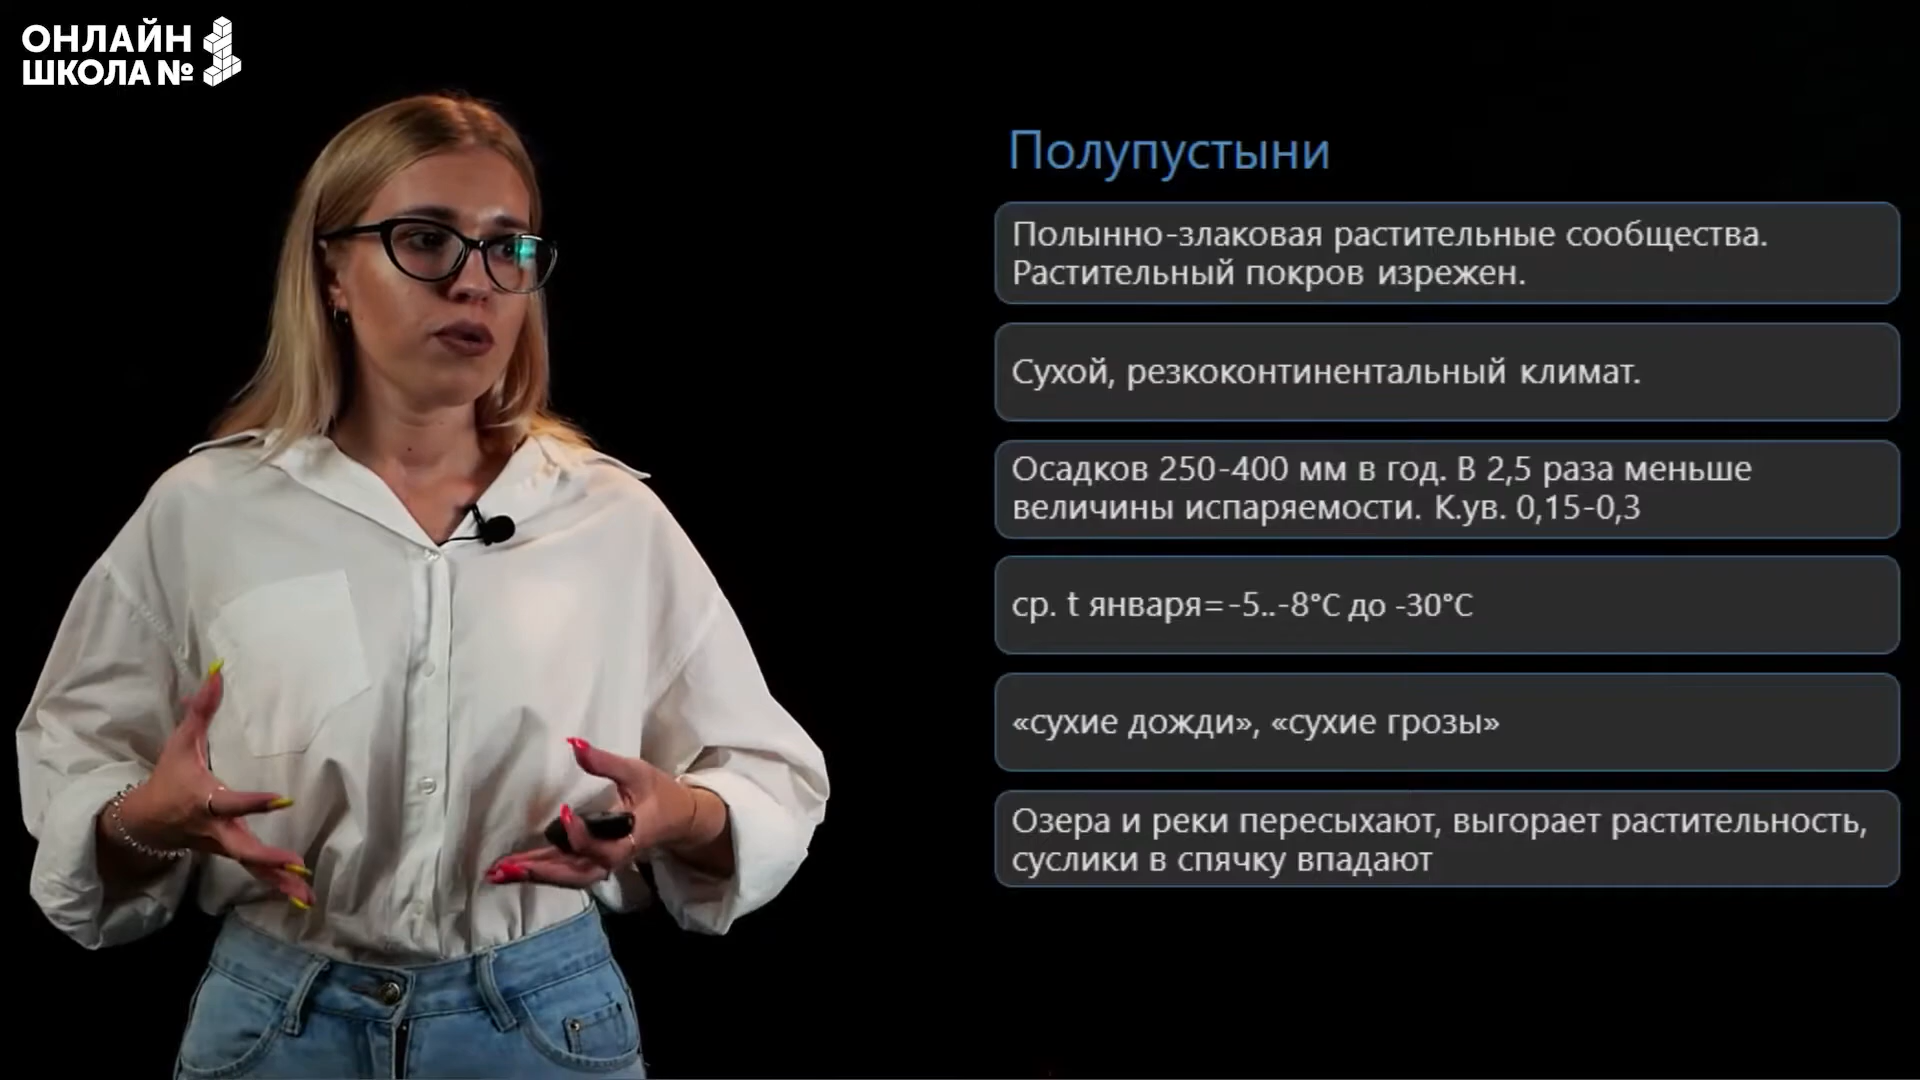 ОНЛАЙН
ШКОЛА №
Полупустыни
Полынно-злаковая растительные сообщества.
Растительный покров изрежен.
Сухой, резкоконтинентальный климат.
Осадков 250-400 мм в год. В 2,5 раза меньше
величины испаряемости. К.ув. 0,15-0,3
ср. t января=-5..-8°C до -30°C
«сухие дожди», «сухие грозы»
Озера и реки пересыхают, выгорает растительность,
суслики в спячку впадают